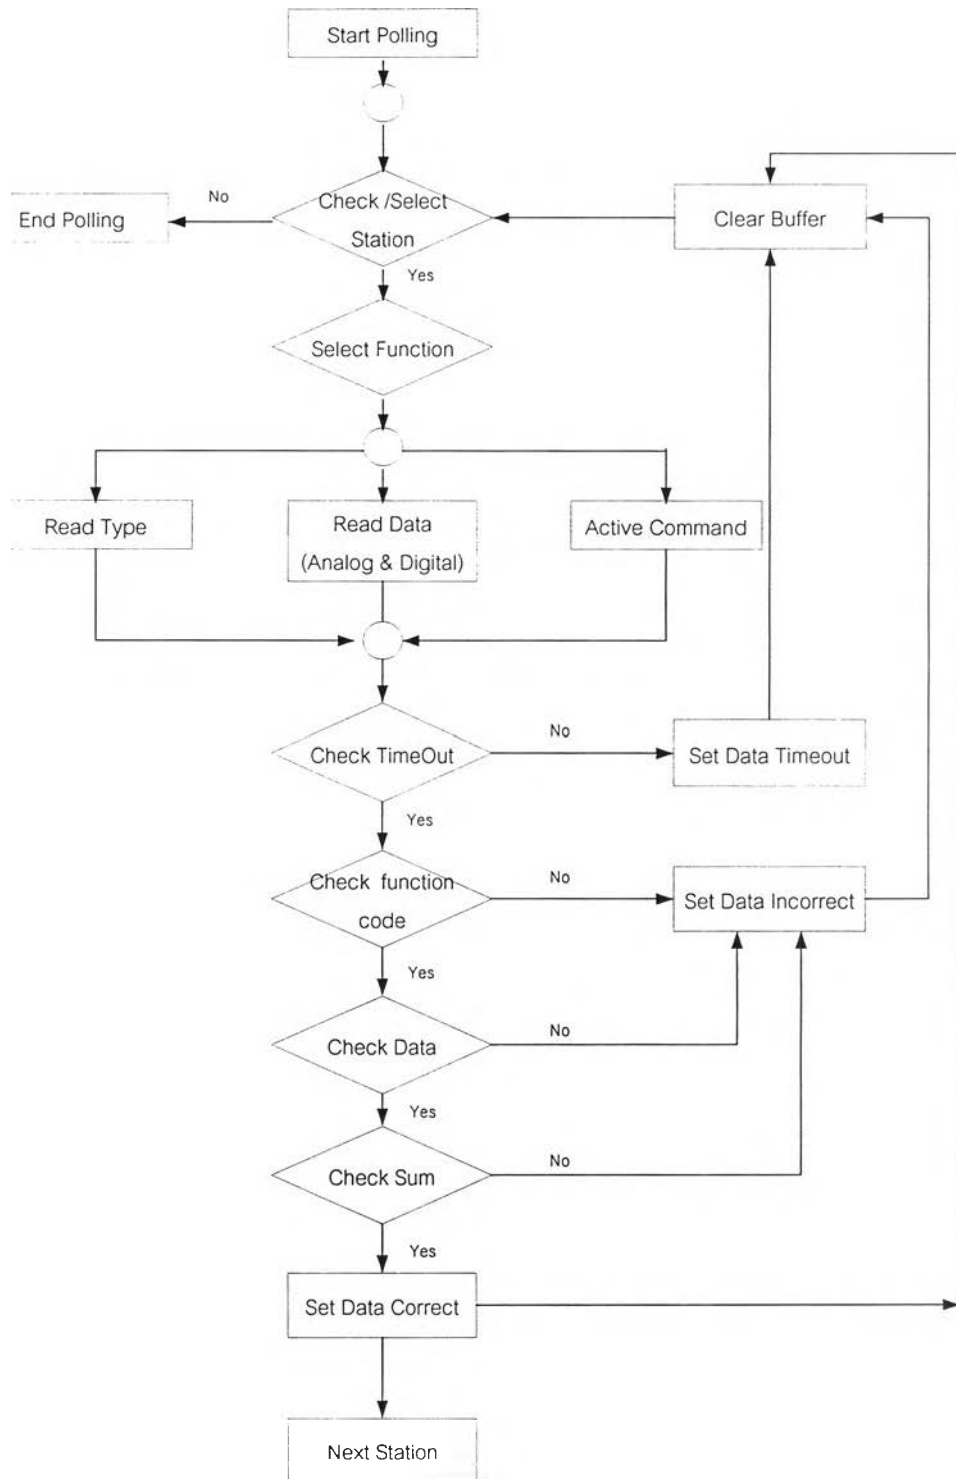 Start Polling
No
Check /Select
Station
End Polling
Clear Buffer
Yes
Select Function
Read Type
Read Data
(Analog & Digital)
Active Command
Check TimeOut
No
Set Data Timeout
Yes
Check function
code
No
Set Data Incorrect
Yes
Check Data
No
Yes
Check Sum
No
Yes
Set Data Correct
Next Station